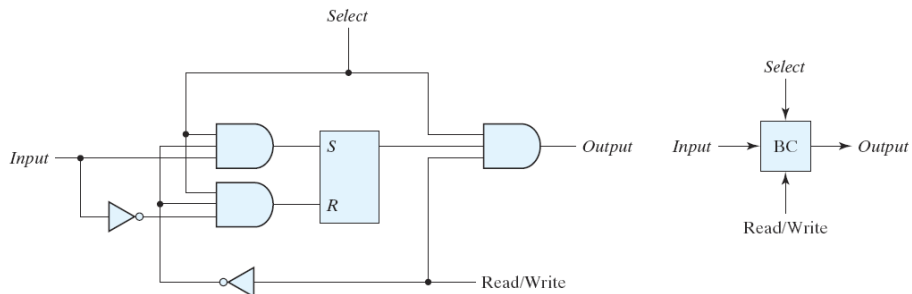 Select
Input
S
R
Output
Read/Write
Select
Input
BC
Output
Read/Write